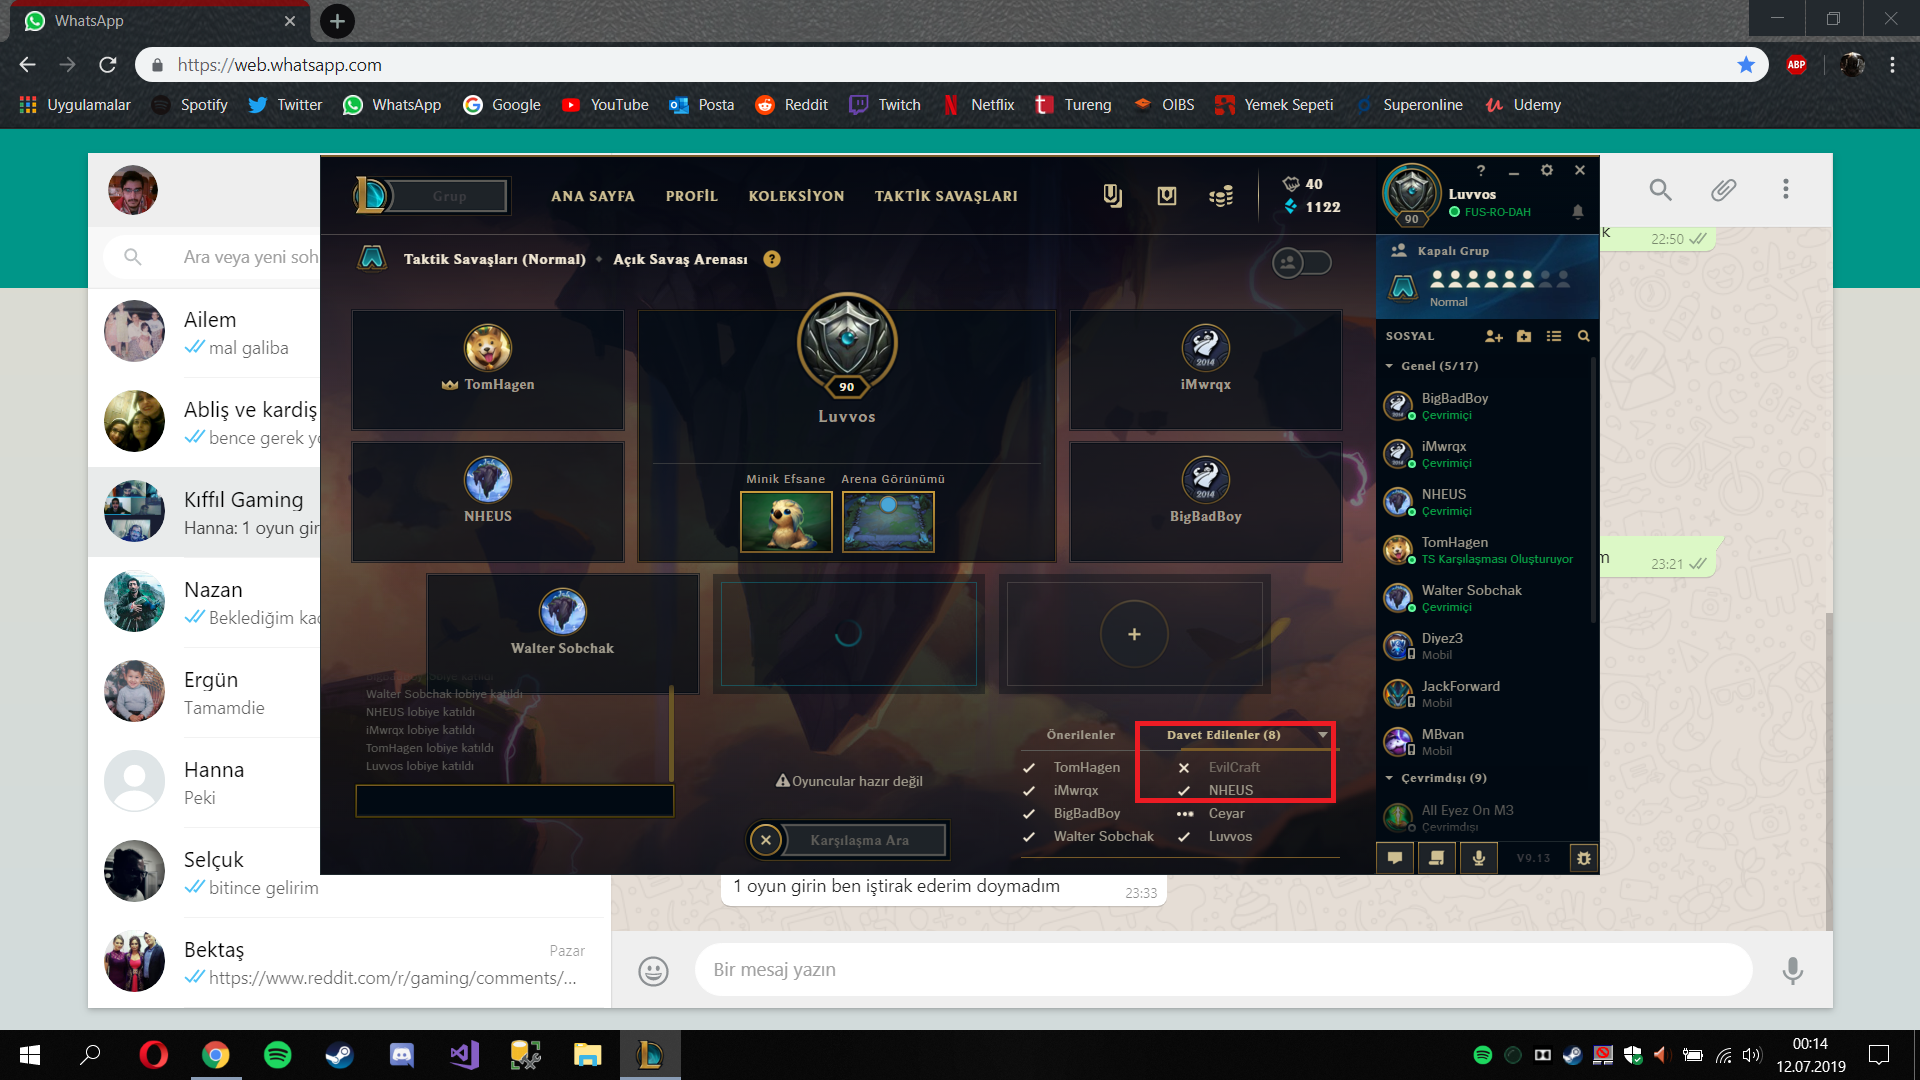 WhatsApp
https://web.whatsapp.com
ABP
Uygulamalar Spotify Twitter WhatsApp Google YouTube Posta Reddit Twitch Netflix Tureng OIBS Yemek Sepeti Superonline Udemy
Ara veya yeni soh
Ailem
mal galiba
Abliş ve kardiş
bence gerek yo
Kıffıl Gaming
Hanna: 1 oyun gir
Nazan
Beklediğim kac
Ergün
Tamamdie
Hanna
Peki
Selçuk
bitince gelirim
Bektaş
Pazar
https://www.reddit.com/r/gaming/comments/...
Grup
ANA SAYFA PROFİL KOLEKSİYON TAKTİK SAVAŞLARI
40
1122
Taktik Savaşları (Normal) • Açık Savaş Arenası ?
TomHagen
90
Luvvos
iMwrqx
2014
NHEUS
Minik Efsane Arena Görünümü
BigBadBoy
2014
Walter Sobchak
+
Walter Sobchak lobiye katıldı
NHEUS lobiye katıldı
iMwrqx lobiye katıldı
TomHagen lobiye katıldı
Luvvos lobiye katıldı
Oyuncular hazır değil
Karşılaşma Ara
Önerilenler Davet Edilenler (8)
TomHagen EvilCraft
iMwrqx NHEUS
BigBadBoy Ceyar
Walter Sobchak Luvvos
?
90
Luvvos
FUS-RO-DAH
Kapalı Grup
Normal
SOSYAL
Genel (5/17)
BigBadBoy
Çevrimiçi
iMwrqx
Çevrimiçi
NHEUS
Çevrimiçi
TomHagen
TS Karşılaşması Oluşturuyor
Walter Sobchak
Çevrimiçi
Diyez3
Mobil
JackForward
Mobil
MBvan
Mobil
Çevrimdışı (9)
All Eyez On M3
Çevrimdışı
V9.13
k
22:50
m
23:21
1 oyun girin ben iştirak ederim doymadım
23:33
Bir mesaj yazın
00:14
12.07.2019